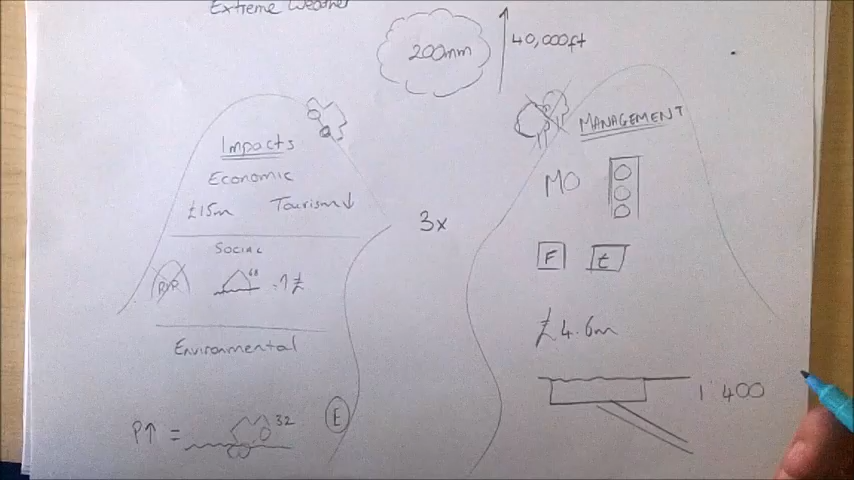 Extreme Weather
200mm
40,000ft
Impacts
Economic
£15m Tourism↓
Social
60 = ↑ £
Environmental
P↑ =
32
E
3x
MANAGEMENT
MO
F t
£4.6m
1 400